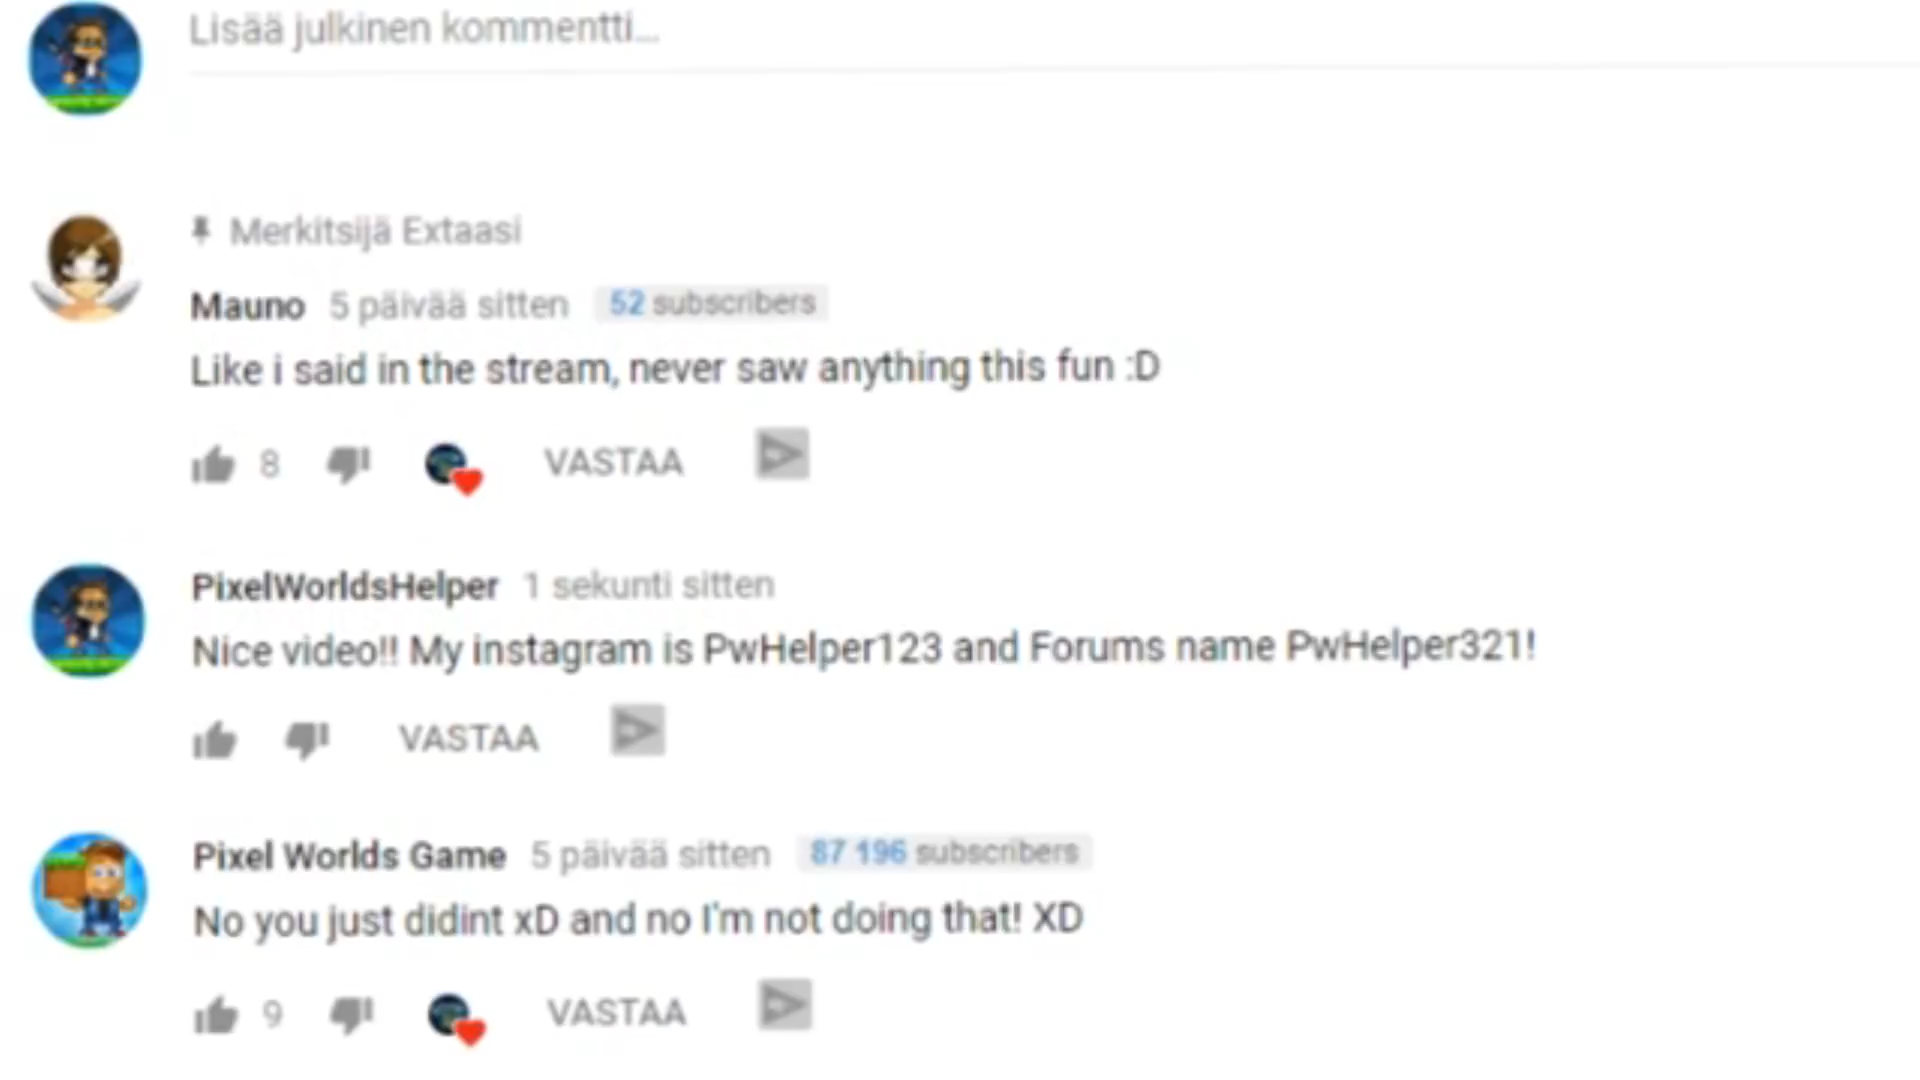 Lisää julkinen kommentti...
Merkitsijä Extaasi
Mauno 5 päivää sitten 52 subscribers
Like i said in the stream, never saw anything this fun :D
8 VASTAA
PixelWorldsHelper 1 sekunti sitten
Nice video!! My instagram is PwHelper123 and Forums name PwHelper321!
VASTAA
Pixel Worlds Game 5 päivää sitten 87 196 subscribers
No you just didint xD and no I'm not doing that! XD
9 VASTAA